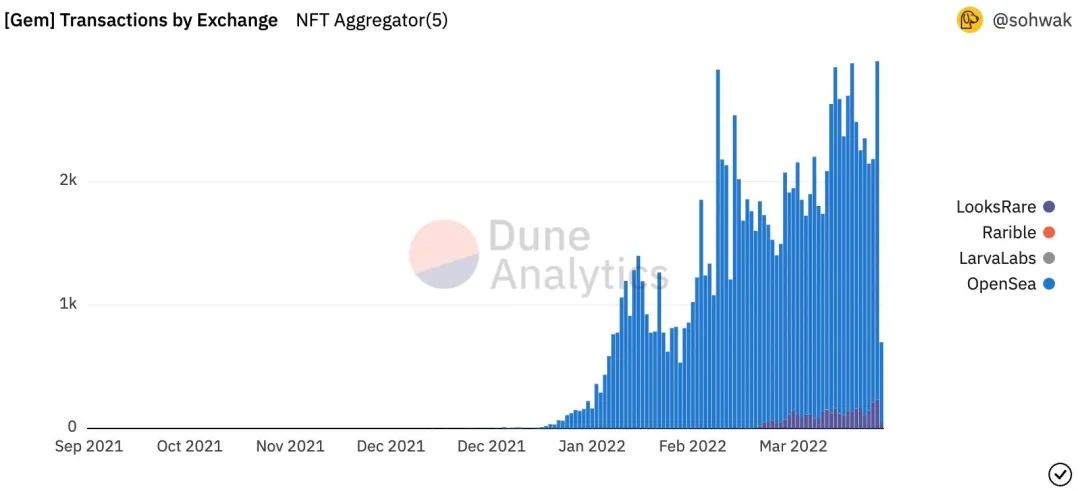 [Gem] Transactions by Exchange NFT Aggregator(5)
@sohwak
2k
1k
0
Dune
Analytics
LooksRare
Rarible
LarvaLabs
OpenSea
Sep 2021 Oct 2021 Nov 2021 Dec 2021 Dec 2021 Jan 2022 Feb 2022 Mar 2022